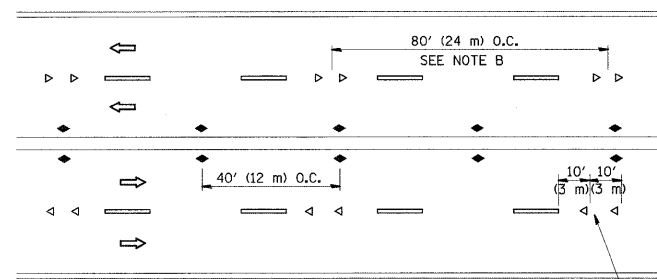 80' (24 m) O.C.
SEE NOTE B
40' (12 m) O.C.
10' 10'
(3 m) (3 m)